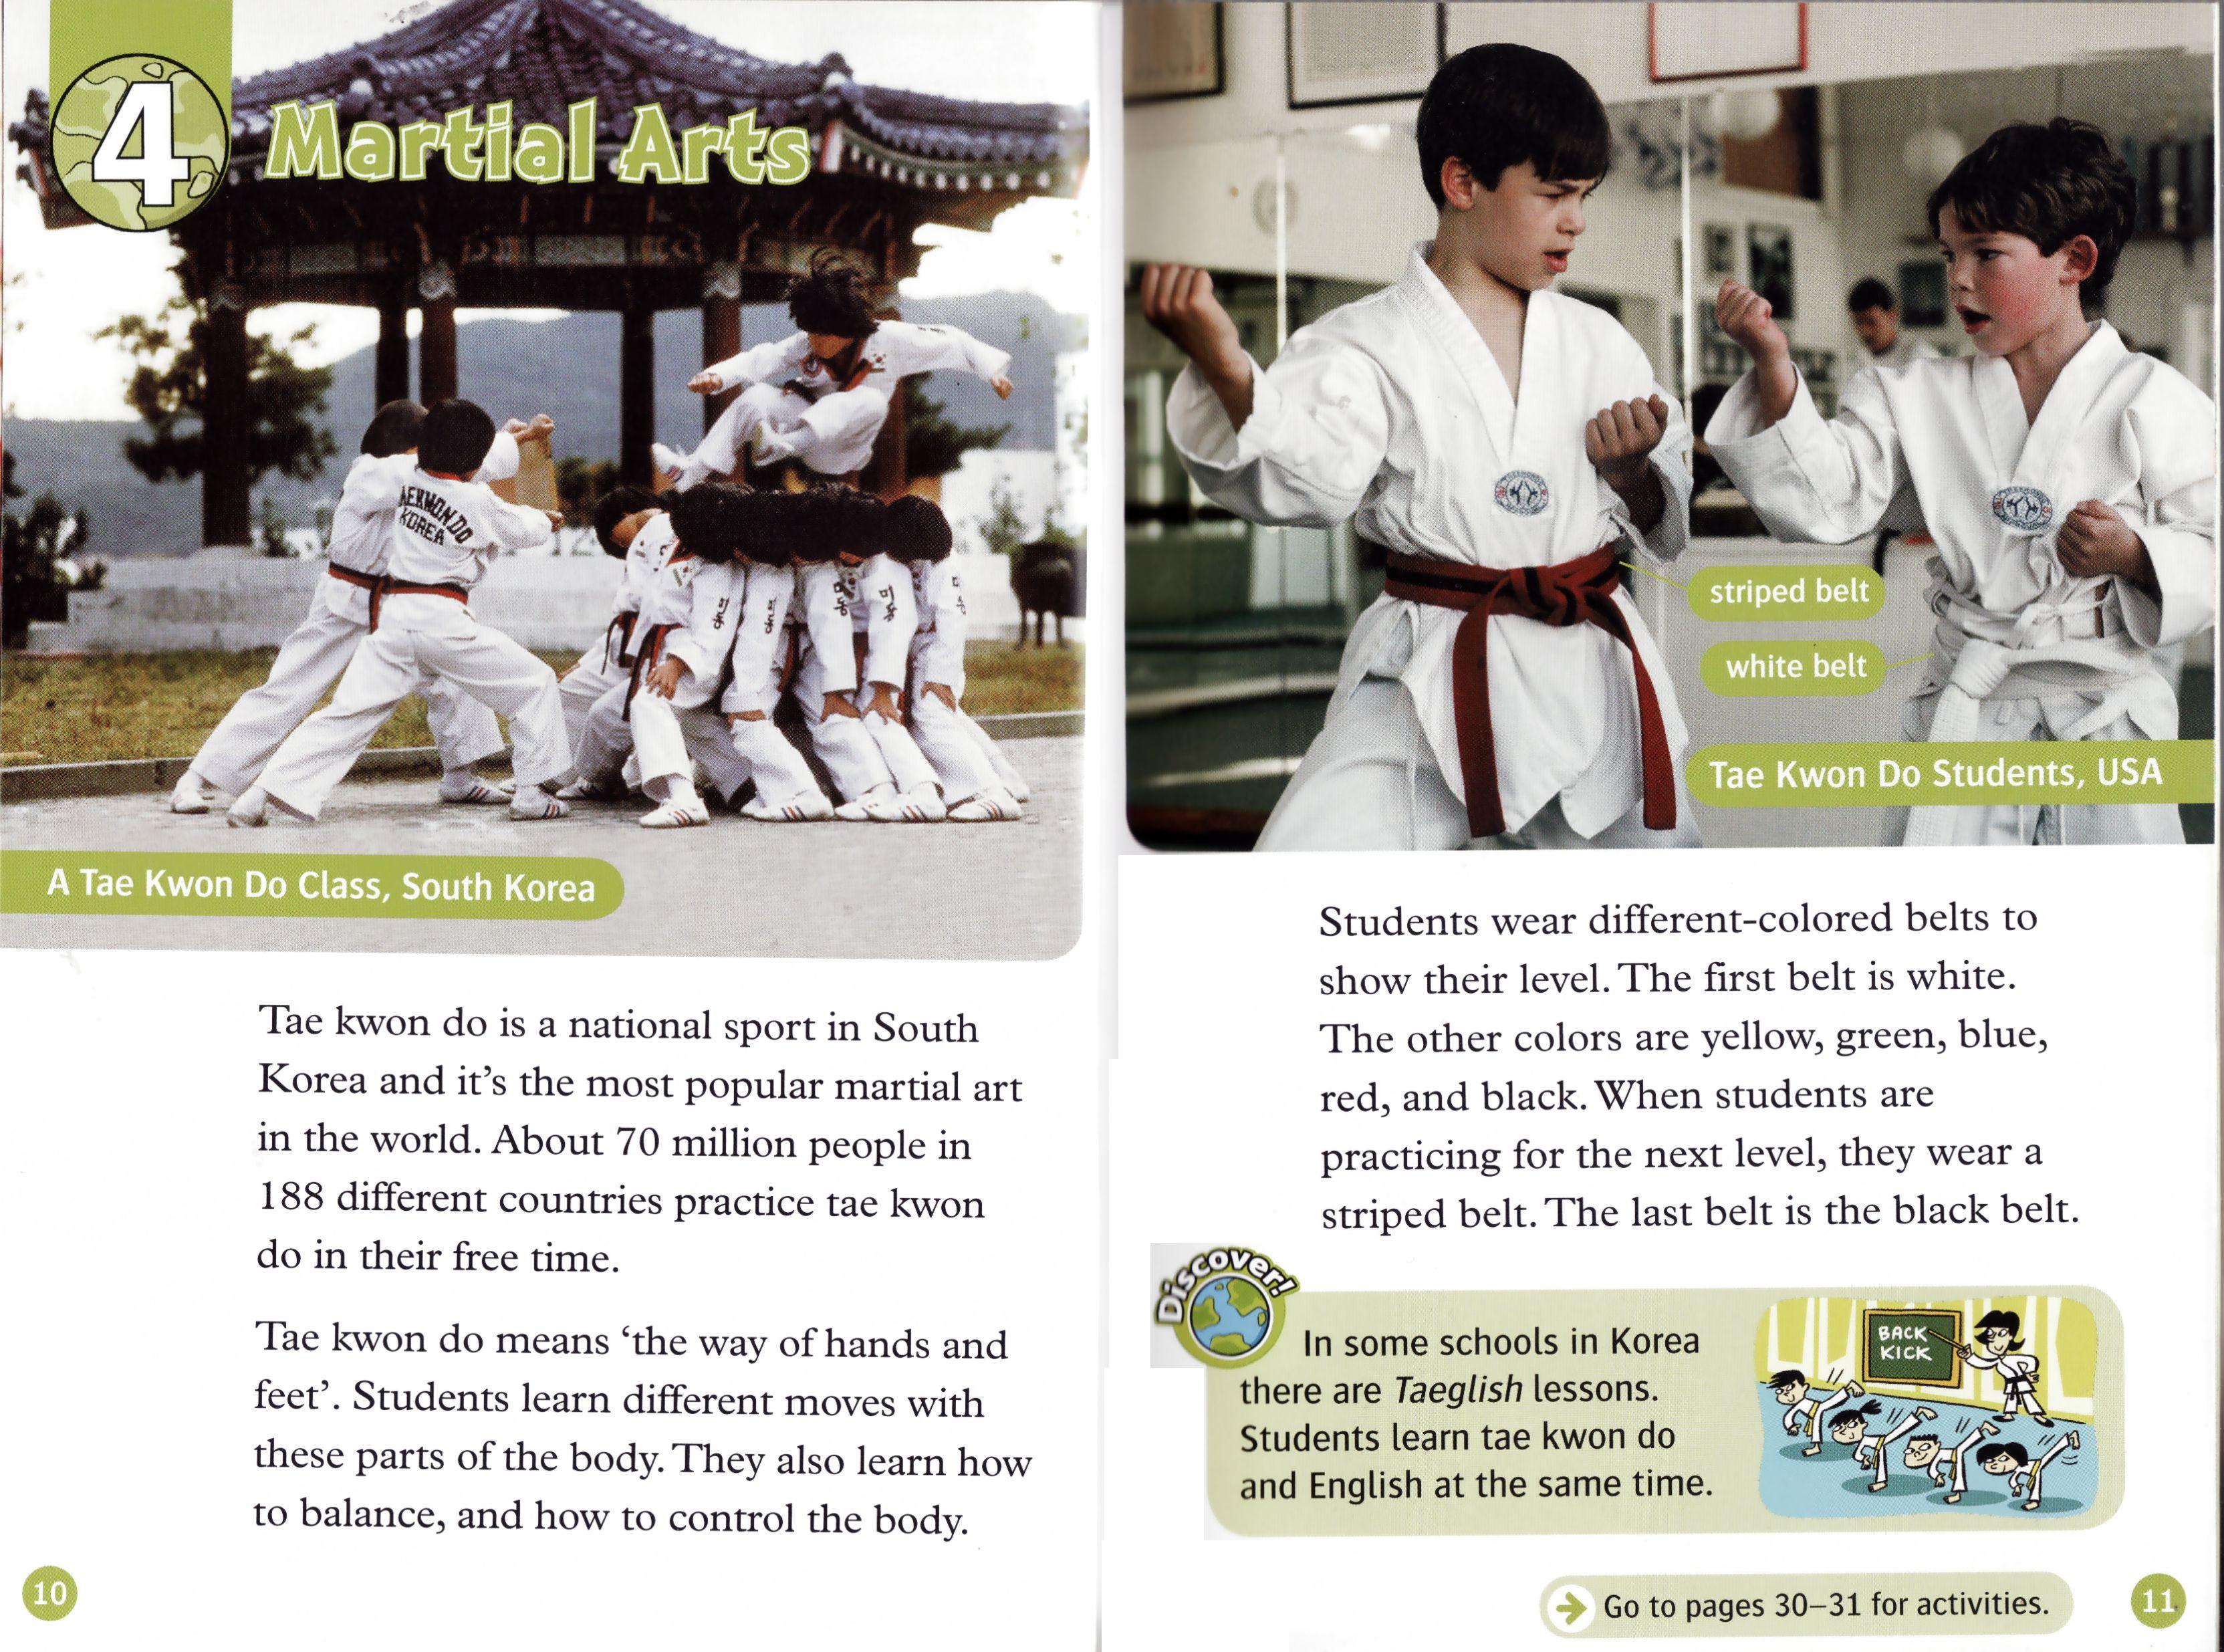 4
Martial Arts
AEKWONDO
KOREA
A Tae Kwon Do Class, South Korea
Tae kwon do is a national sport in South
Korea and it's the most popular martial art
in the world. About 70 million people in
188 different countries practice tae kwon
do in their free time.
Tae kwon do means ‘the way of hands and
feet’. Students learn different moves with
these parts of the body. They also learn how
to balance, and how to control the body.
10
striped belt
white belt
Tae Kwon Do Students, USA
Students wear different-colored belts to
show their level. The first belt is white.
The other colors are yellow, green, blue,
red, and black. When students are
practicing for the next level, they wear a
striped belt. The last belt is the black belt.
Discover!
In some schools in Korea
there are Taeglish lessons.
Students learn tae kwon do
and English at the same time.
BACK
KICK
Go to pages 30–31 for activities.
11